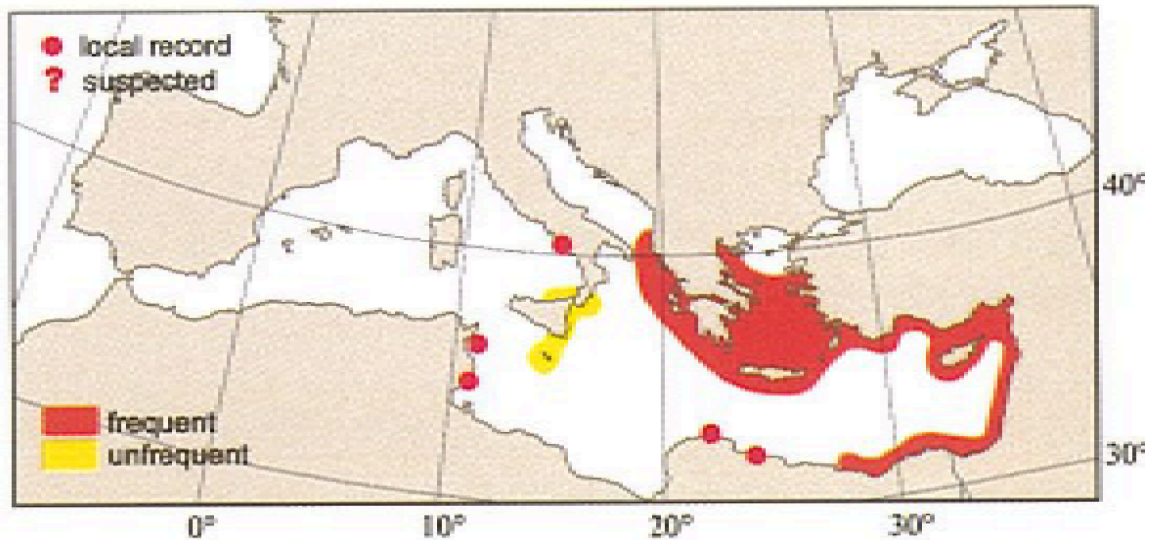 local record
? suspected
40°
frequent
unfrequent
30°
0° 10° 20° 30°